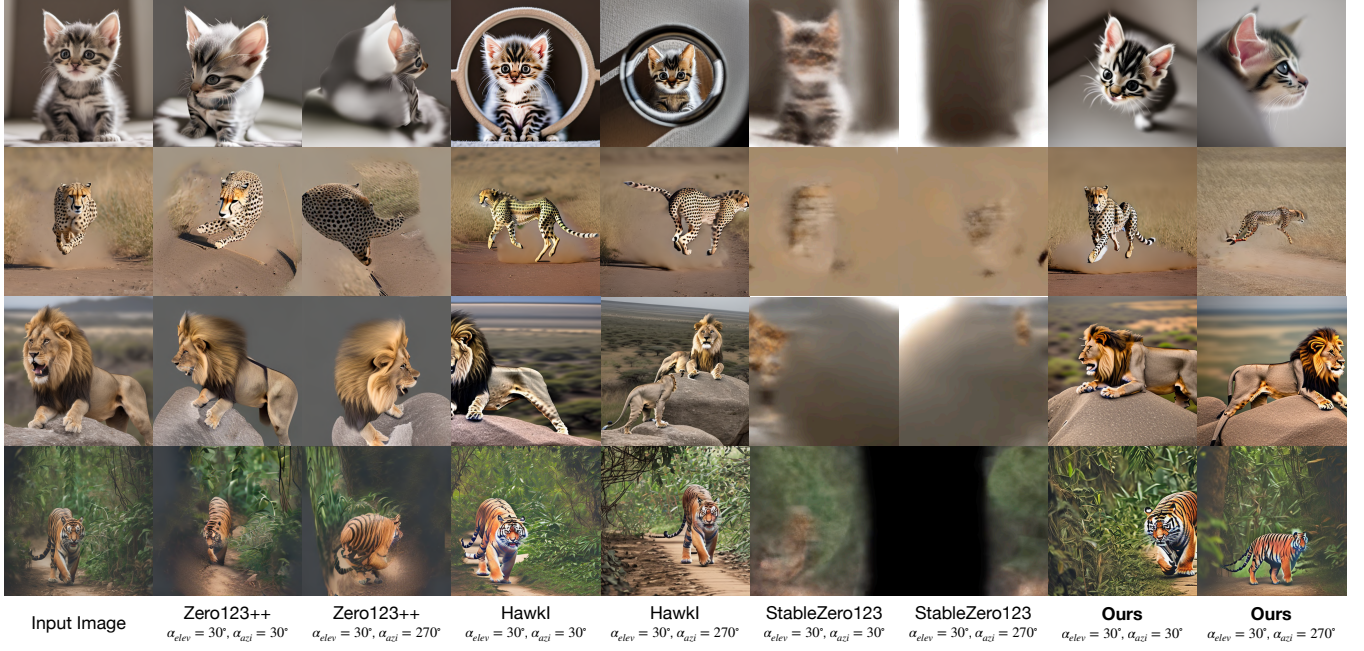 Input Image
Zero123++
α_elev = 30°, α_azi = 30°
Zero123++
α_elev = 30°, α_azi = 270°
HawkI
α_elev = 30°, α_azi = 30°
HawkI
α_elev = 30°, α_azi = 270°
StableZero123
α_elev = 30°, α_azi = 30°
StableZero123
α_elev = 30°, α_azi = 270°
Ours
α_elev = 30°, α_azi = 30°
Ours
α_elev = 30°, α_azi = 270°